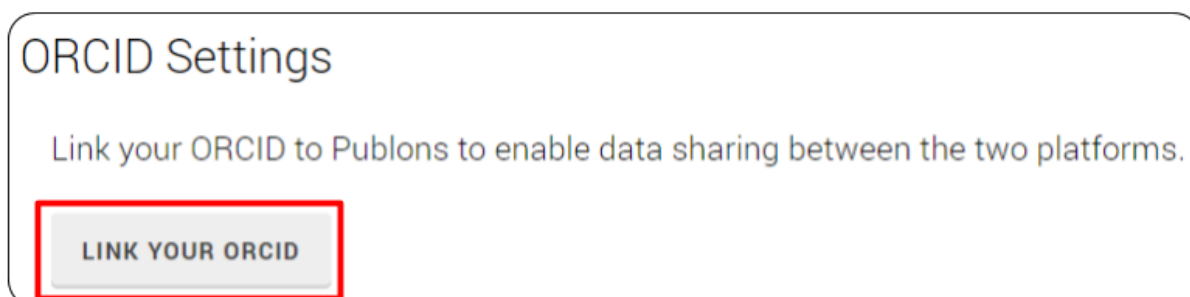 ORCID Settings
Link your ORCID to Publons to enable data sharing between the two platforms.
LINK YOUR ORCID